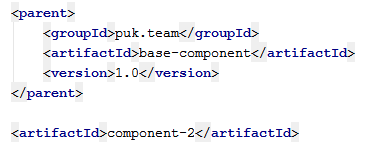 <parent>
<groupId>puk.team</groupId>
<artifactId>base-component</artifactId>
<version>1.0</version>
</parent>
<artifactId>component-2</artifactId>